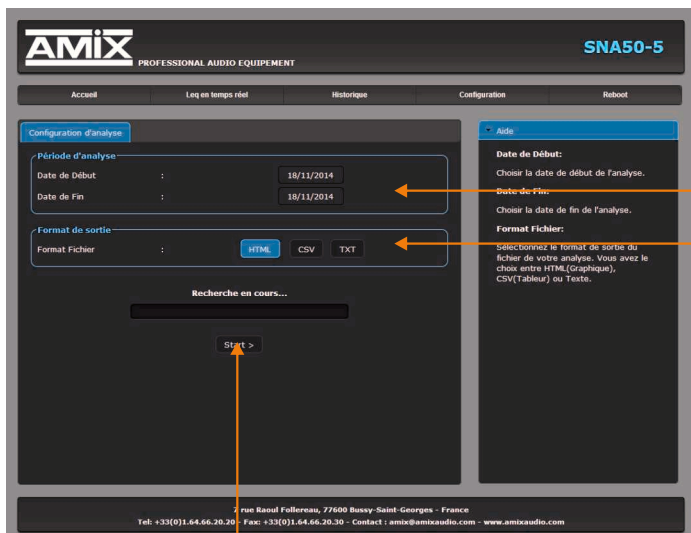 AMiX
PROFESSIONAL AUDIO EQUIPEMENT
SNA50-5
Accueil
Leq en temps réel
Historique
Configuration
Reboot
Configuration d'analyse
Période d'analyse
Date de Début : 18/11/2014
Date de Fin : 18/11/2014
Format de sortie
Format Fichier : HTML CSV TXT
Recherche en cours...
Start >
Aide
Date de Début:
Choisir la date de début de l'analyse.
Date de Fin:
Choisir la date de fin de l'analyse.
Format Fichier:
Selectionnez le format de sortie du
fichier de votre analyse. Vous avez le
choix entre HTML(Graphique),
CSV(Tableur) ou Texte.
7 rue Raoul Follereau, 77600 Bussy-Saint-Georges - France
Tel: +33(0)1.64.66.20.20 - Fax: +33(0)1.64.66.20.30 - Contact : amix@amixaudio.com - www.amixaudio.com